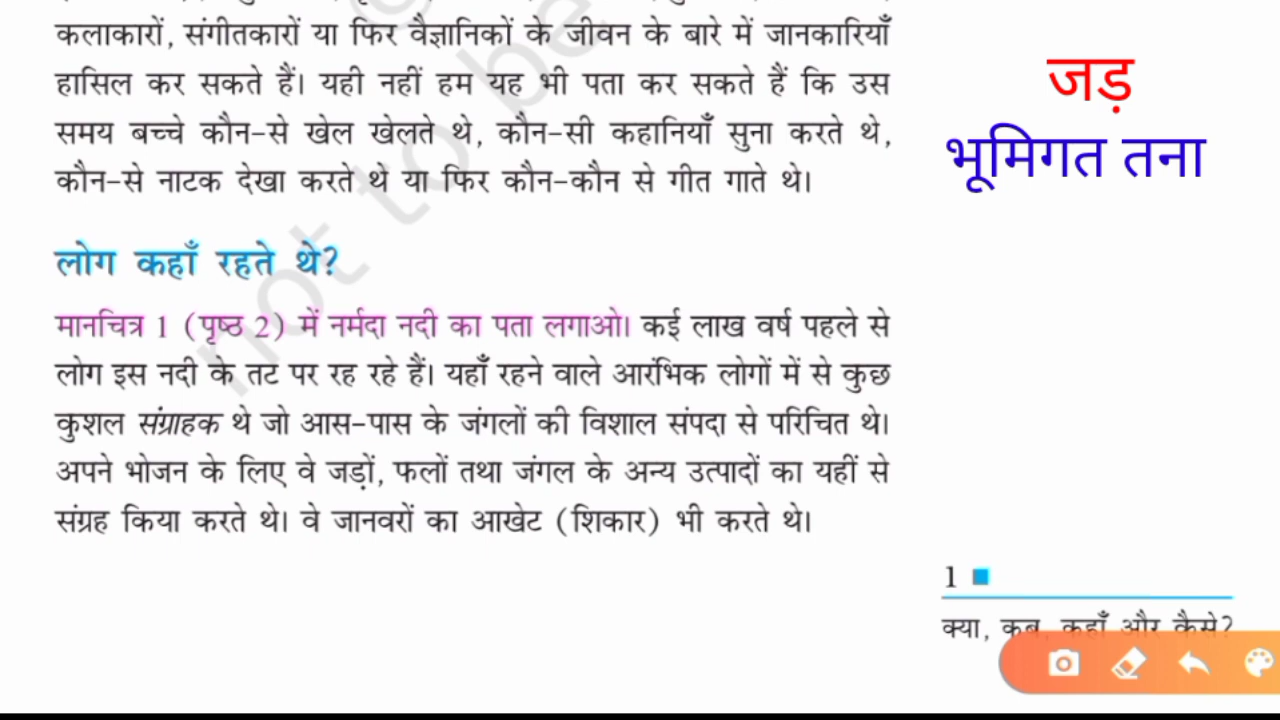 कलाकारों, संगीतकारों या फिर वैज्ञानिकों के जीवन के बारे में जानकारियाँ
हासिल कर सकते हैं। यही नहीं हम यह भी पता कर सकते हैं कि उस
समय बच्चे कौन-से खेल खेलते थे, कौन-सी कहानियाँ सुना करते थे,
कौन-से नाटक देखा करते थे या फिर कौन-कौन से गीत गाते थे।
लोग कहाँ रहते थे?
मानचित्र 1 (पृष्ठ 2) में नर्मदा नदी का पता लगाओ। कई लाख वर्ष पहले से
लोग इस नदी के तट पर रह रहे हैं। यहाँ रहने वाले आरंभिक लोगों में से कुछ
कुशल संग्राहक थे जो आस-पास के जंगलों की विशाल संपदा से परिचित थे।
अपने भोजन के लिए वे जड़ों, फलों तथा जंगल के अन्य उत्पादों का यहीं से
संग्रह किया करते थे। वे जानवरों का आखेट (शिकार) भी करते थे।
जड़
भूमिगत तना
1
क्या, कब, कहाँ और कैसे?
not to be